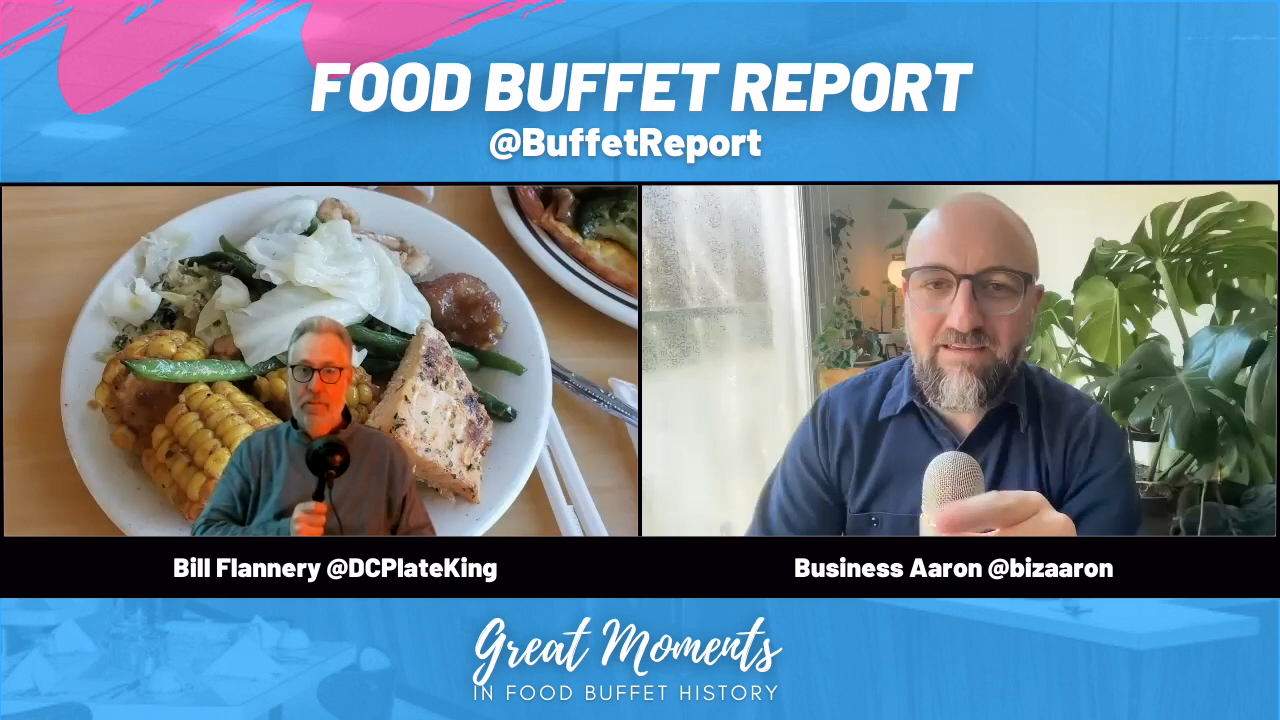 FOOD BUFFET REPORT
@BuffetReport
Bill Flannery @DCPlateKing
Business Aaron @bizaaron
Great Moments
IN FOOD BUFFET HISTORY